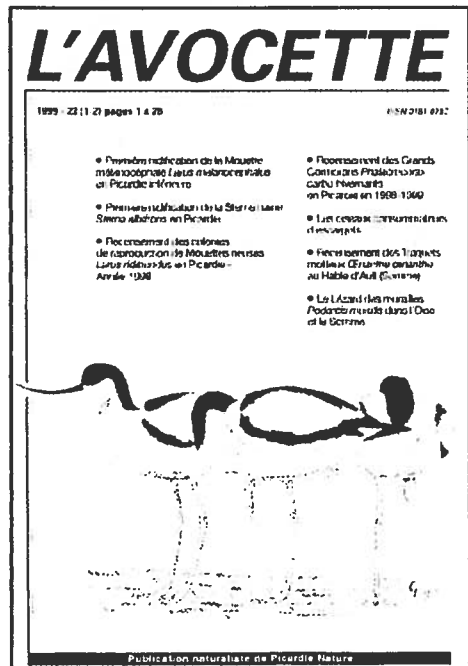 L'AVOCETTE
1999 - 23 (1-2) pages 1 à 28
ISSN 0181-0782
• Première nidification de la Mouette
mélanocéphale Larus melanocephalus
en Picardie intérieure
• Première nidification de la Sterne naine
Sterna albifrons en Picardie
• Recensement des colonies
de reproduction de Mouettes rieuses
Larus ridibundus en Picardie -
Année 1998
• Recensement des Grands
Cormorans Phalacrocorax
carbo hivernants
en Picardie en 1998-1999
• Les oiseaux consommateurs
d'escargots
• Recensement des Traquets
motteux Œnanthe œnanthe
au Hable d'Ault (Somme)
• Le Lézard des murailles
Podarcis muralis dans l'Oise
et la Somme
Publication naturaliste de Picardie Nature